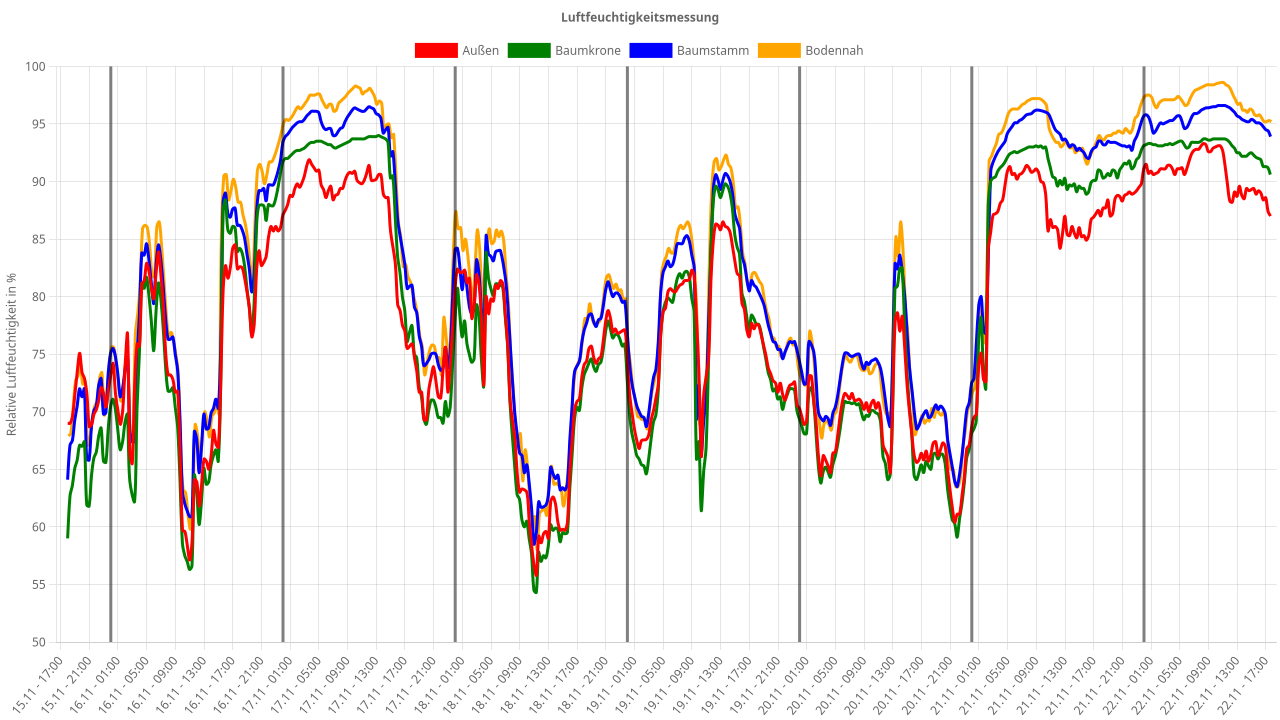 Luftfeuchtigkeitsmessung
Außen Baumkrone Baumstamm Bodennah
Relative Luftfeuchtigkeit in %
100
95
90
85
80
75
70
65
60
55
50
15.11 - 17:00
15.11 - 21:00
16.11 - 01:00
16.11 - 05:00
16.11 - 09:00
16.11 - 13:00
16.11 - 17:00
16.11 - 21:00
17.11 - 01:00
17.11 - 05:00
17.11 - 09:00
17.11 - 13:00
17.11 - 17:00
17.11 - 21:00
18.11 - 01:00
18.11 - 05:00
18.11 - 09:00
18.11 - 13:00
18.11 - 17:00
18.11 - 21:00
19.11 - 01:00
19.11 - 05:00
19.11 - 09:00
19.11 - 13:00
19.11 - 17:00
19.11 - 21:00
20.11 - 01:00
20.11 - 05:00
20.11 - 09:00
20.11 - 13:00
20.11 - 17:00
20.11 - 21:00
21.11 - 01:00
21.11 - 05:00
21.11 - 09:00
21.11 - 13:00
21.11 - 17:00
21.11 - 21:00
22.11 - 01:00
22.11 - 05:00
22.11 - 09:00
22.11 - 13:00
22.11 - 17:00